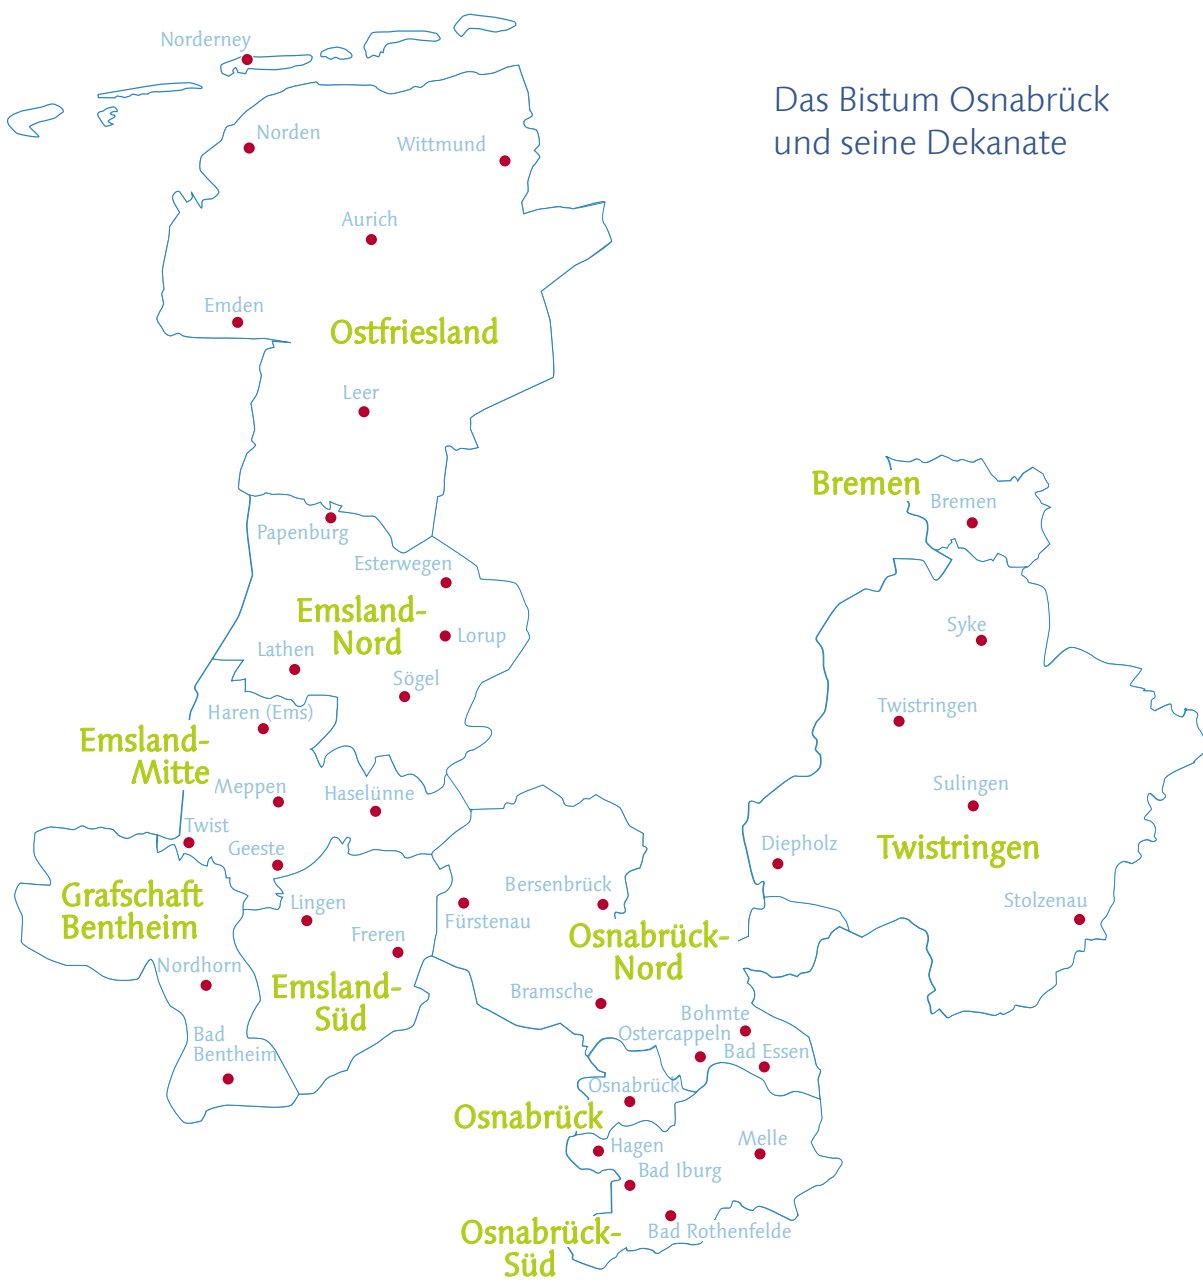 Das Bistum Osnabrück
und seine Dekanate
Norderney
Norden
Wittmund
Aurich
Emden
Ostfriesland
Leer
Bremen
Bremen
Papenburg
Esterwegen
Emsland-
Nord
Lorup
Lathen
Sögel
Syke
Haren (Ems)
Twistringen
Emsland-
Mitte
Meppen
Haselünne
Sulingen
Twist
Geeste
Diepholz
Twistringen
Grafschaft
Bentheim
Lingen
Freren
Bersenbrück
Fürstenau
Stolzenau
Osnabrück-
Nord
Nordhorn
Emsland-
Süd
Bramsche
Bohmte
Ostercappeln
Bad Essen
Bad
Bentheim
Osnabrück
Osnabrück
Hagen
Melle
Bad Iburg
Osnabrück-
Süd
Bad Rothenfelde